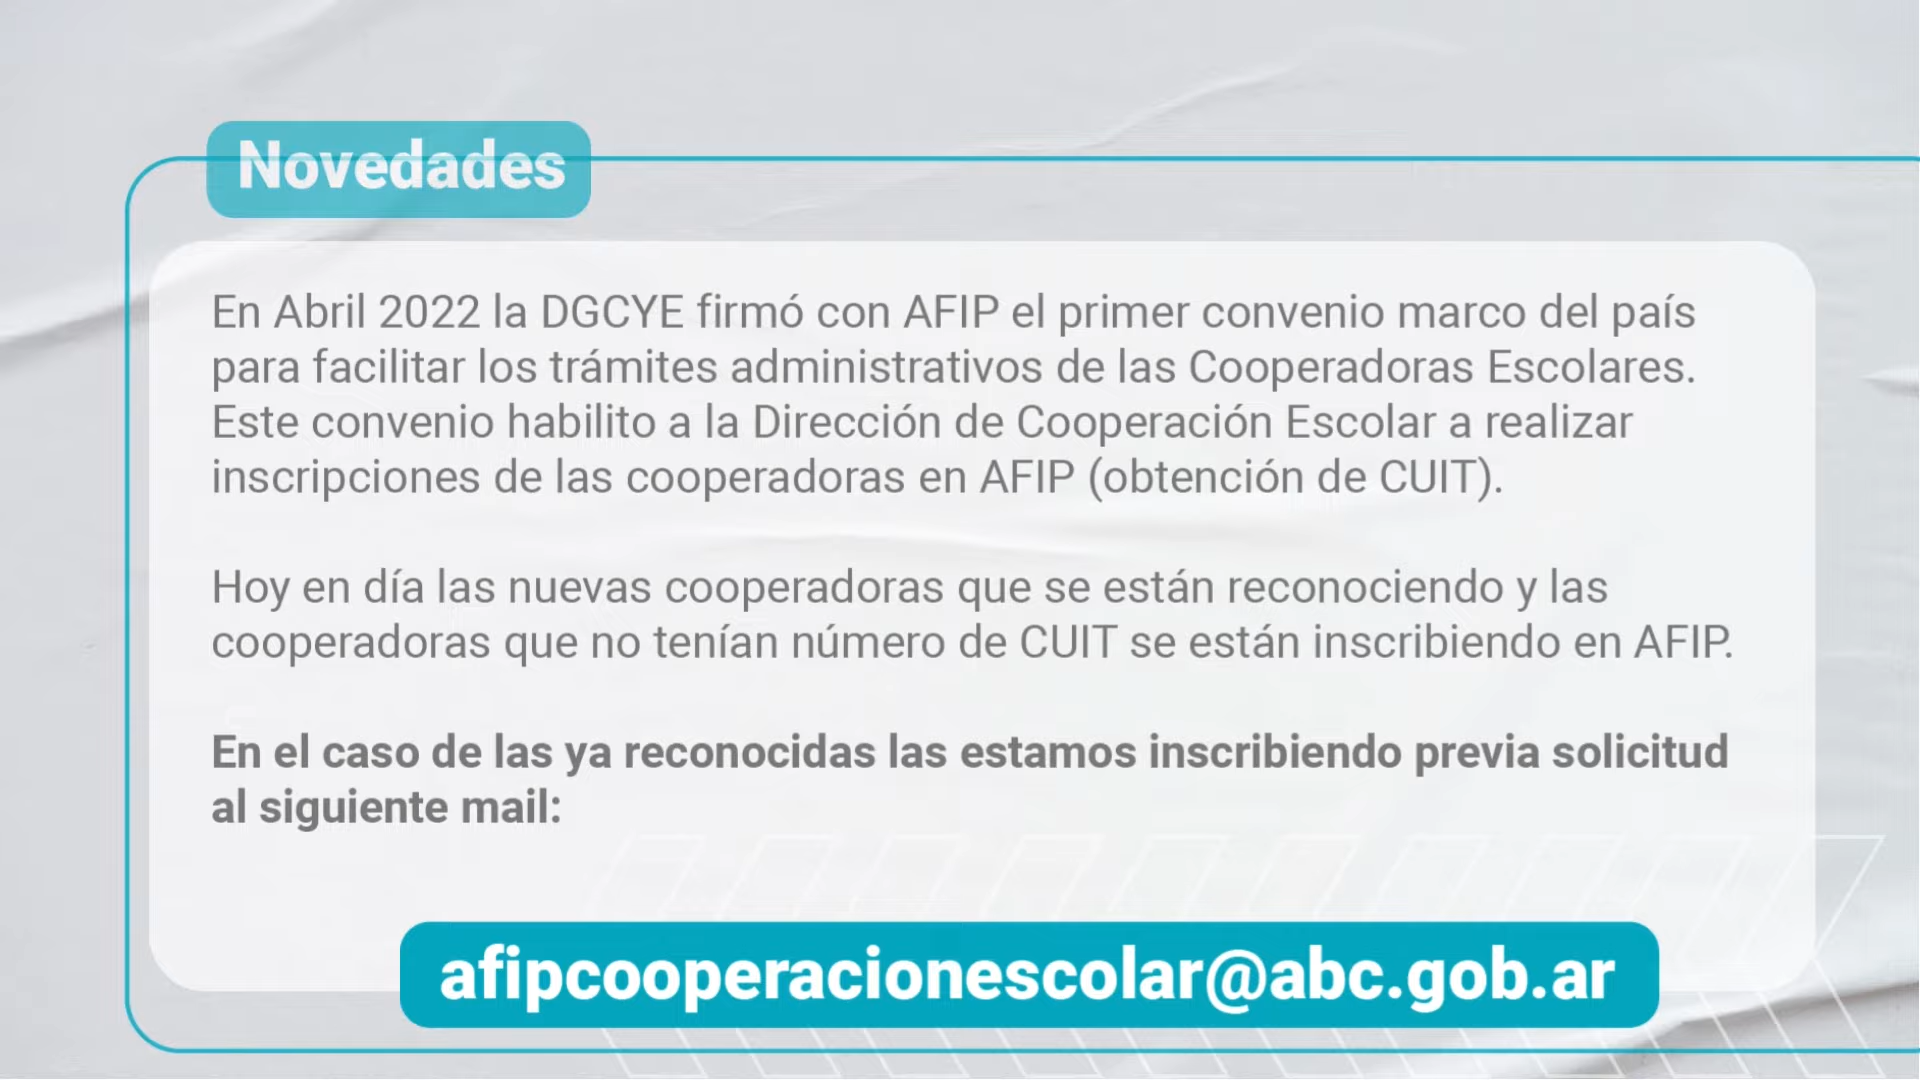 Novedades
En Abril 2022 la DGCYE firmó con AFIP el primer convenio marco del país
para facilitar los trámites administrativos de las Cooperadoras Escolares.
Este convenio habilito a la Dirección de Cooperación Escolar a realizar
inscripciones de las cooperadoras en AFIP (obtención de CUIT).
Hoy en día las nuevas cooperadoras que se están reconociendo y las
cooperadoras que no tenían número de CUIT se están inscribiendo en AFIP.
En el caso de las ya reconocidas las estamos inscribiendo previa solicitud
al siguiente mail:
afipcooperacionescolar@abc.gob.ar